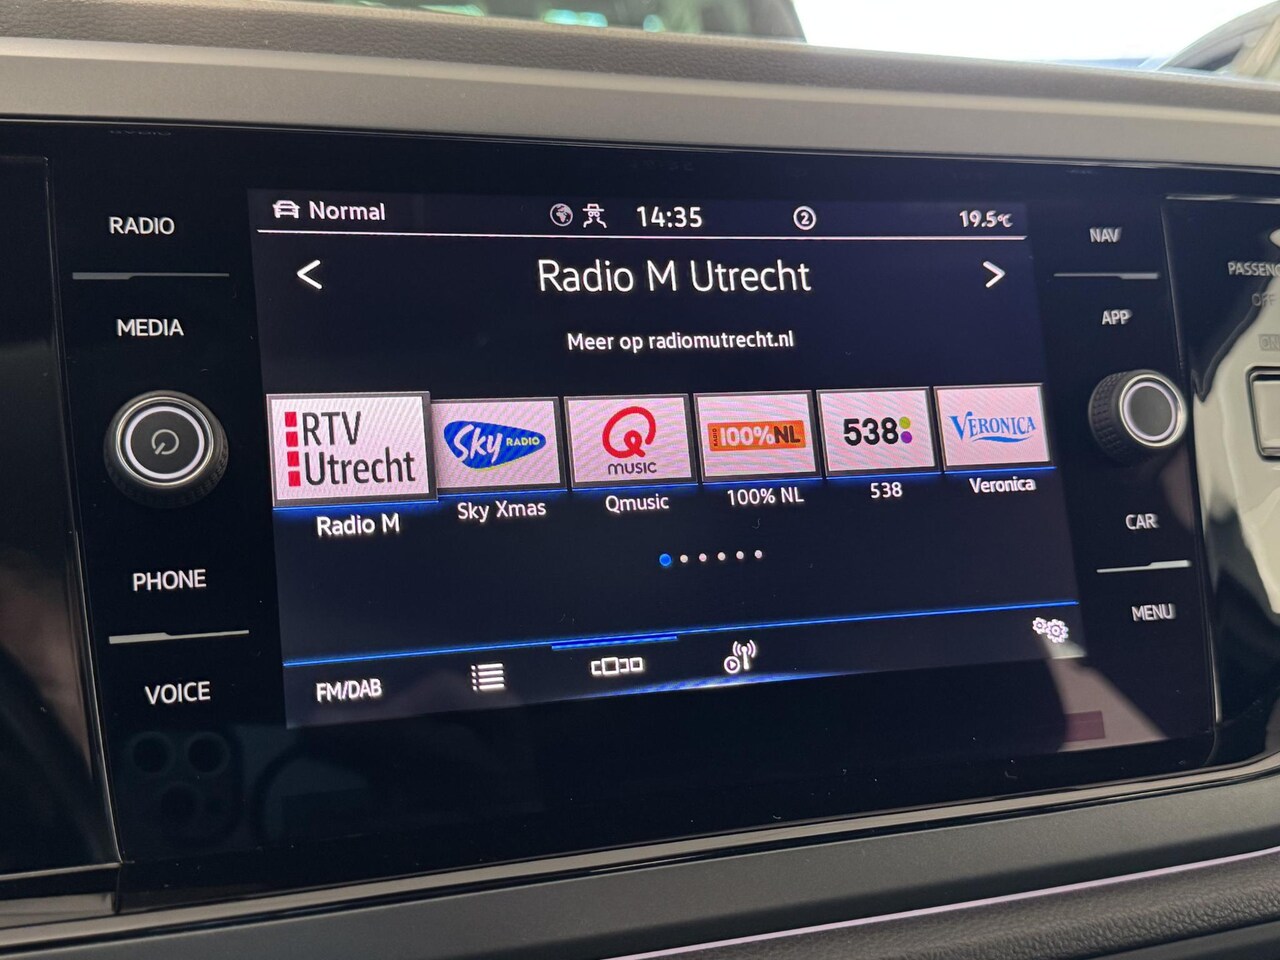 RADIO
MEDIA
PHONE
VOICE
Normal
14:35
2
19.5°C
< Radio M Utrecht >
Meer op radiomutrecht.nl
RTV
Utrecht
Sky RADIO
Q
MUSIC
RADIO 100%NL
538
VERONICA
Radio M
Sky Xmas
Qmusic
100% NL
538
Veronica
FM/DAB
NAV
APP
CAR
MENU